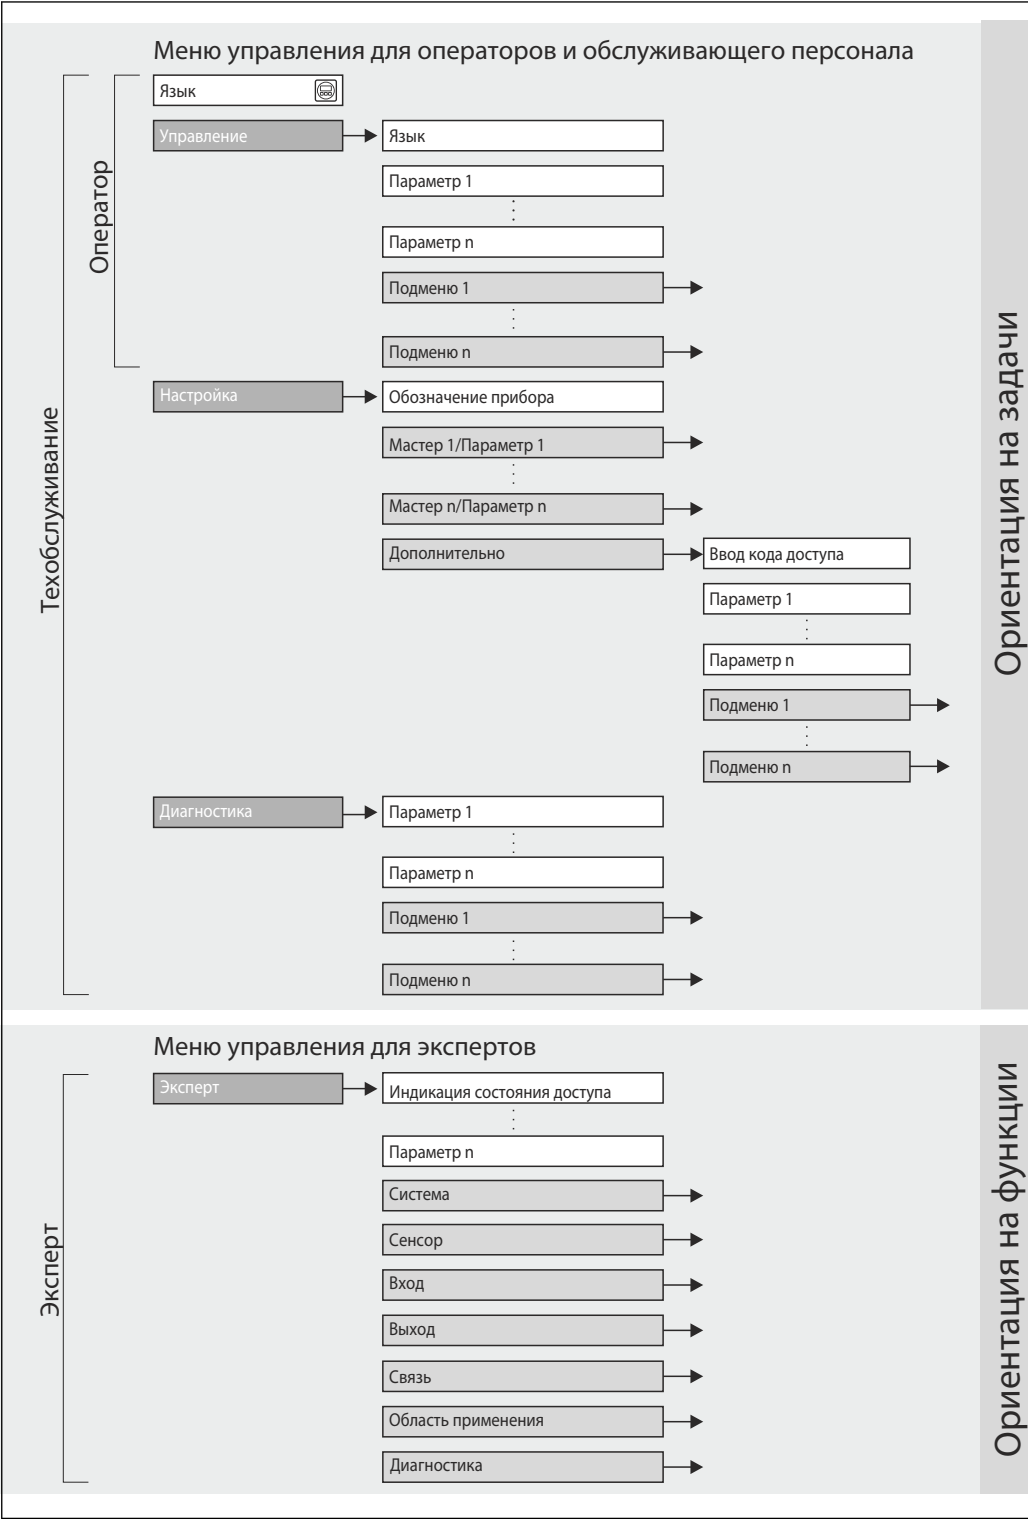 Меню управления для операторов и обслуживающего персонала
Язык
Управление
Язык
Параметр 1
Параметр n
Подменю 1
Подменю n
Оператор
Настройка
Обозначение прибора
Мастер 1/Параметр 1
Мастер n/Параметр n
Дополнительно
Ввод кода доступа
Параметр 1
Параметр n
Подменю 1
Подменю n
Диагностика
Параметр 1
Параметр n
Подменю 1
Подменю n
Техобслуживание
Ориентация на задачи
Меню управления для экспертов
Эксперт
Индикация состояния доступа
Параметр n
Система
Сенсор
Вход
Выход
Связь
Область применения
Диагностика
Эксперт
Ориентация на функции